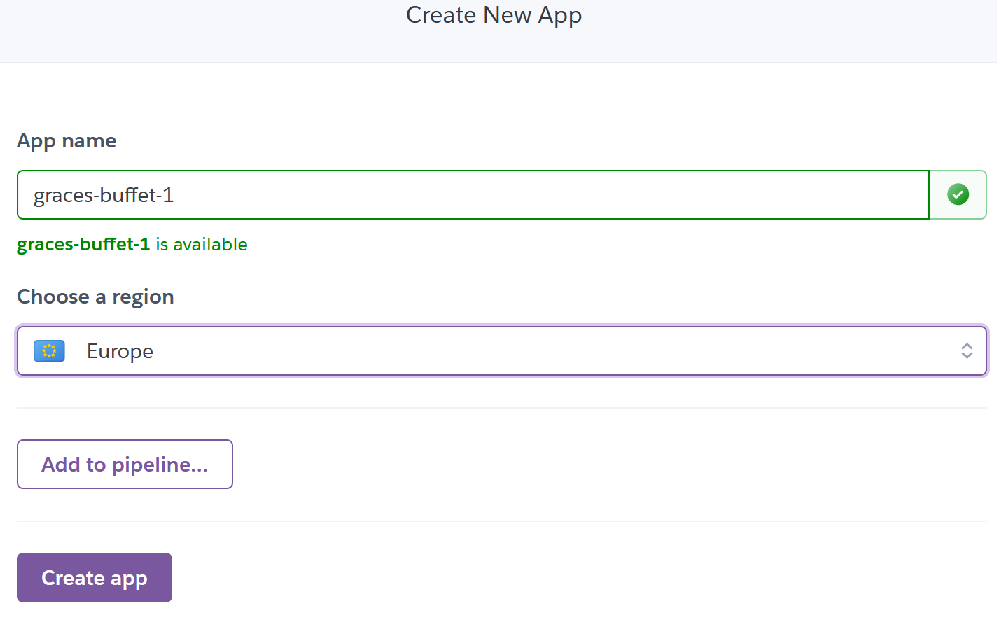 Create New App
App name
graces-buffet-1
graces-buffet-1 is available
Choose a region
Europe
Add to pipeline...
Create app